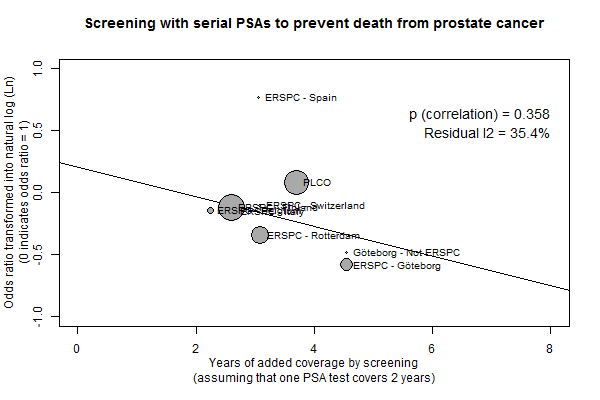 Screening with serial PSAs to prevent death from prostate cancer
Odds ratio transformed into natural log (Ln)
(0 indicates odds ratio = 1)
1.0
0.5
0.0
-0.5
-1.0
ERSPC - Spain
p (correlation) = 0.358
Residual I2 = 35.4%
PLCO
ERSPC - Switzerland
ERSPC - Rotterdam
Göteborg - Not ERSPC
ERSPC - Göteborg
0
2
4
6
8
Years of added coverage by screening
(assuming that one PSA test covers 2 years)